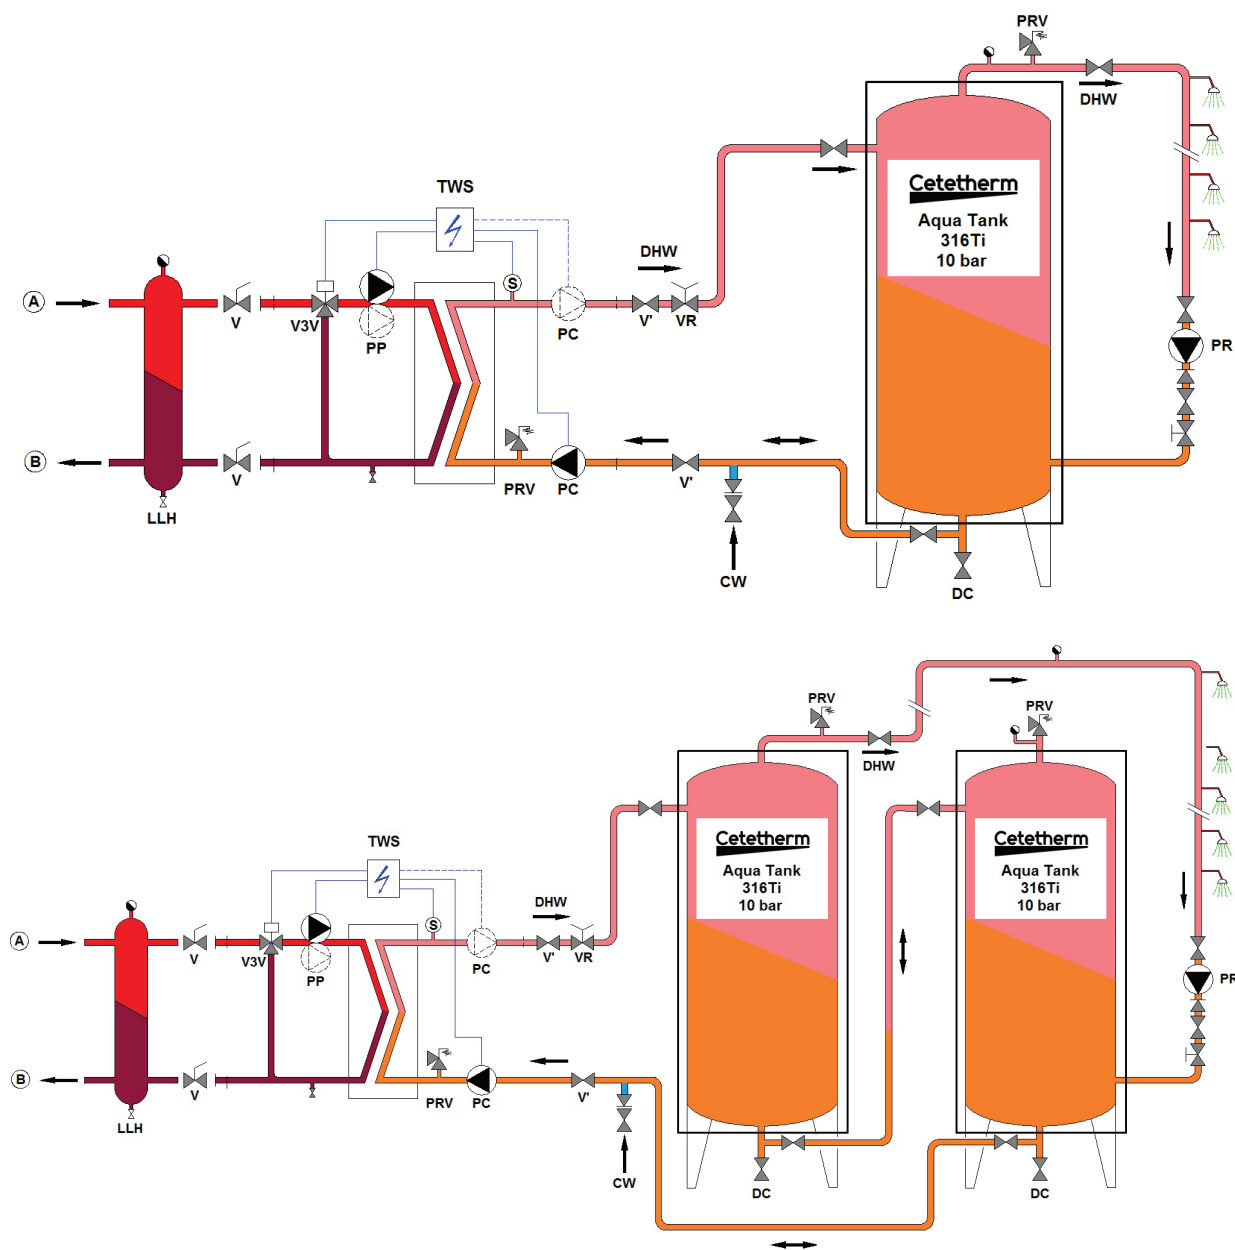 PRV
DHW
TWS
Cetetherm
Aqua Tank
316Ti
10 bar
DHW
A
S
V
V3V
PP
PC
V'
VR
PR
B
V
LLH
PRV
PC
V'
CW
DC
PRV
PRV
DHW
TWS
Cetetherm
Aqua Tank
316Ti
10 bar
Cetetherm
Aqua Tank
316Ti
10 bar
DHW
A
S
V
V3V
PP
PC
V'
VR
PR
B
V
LLH
PRV
PC
V'
CW
DC
DC